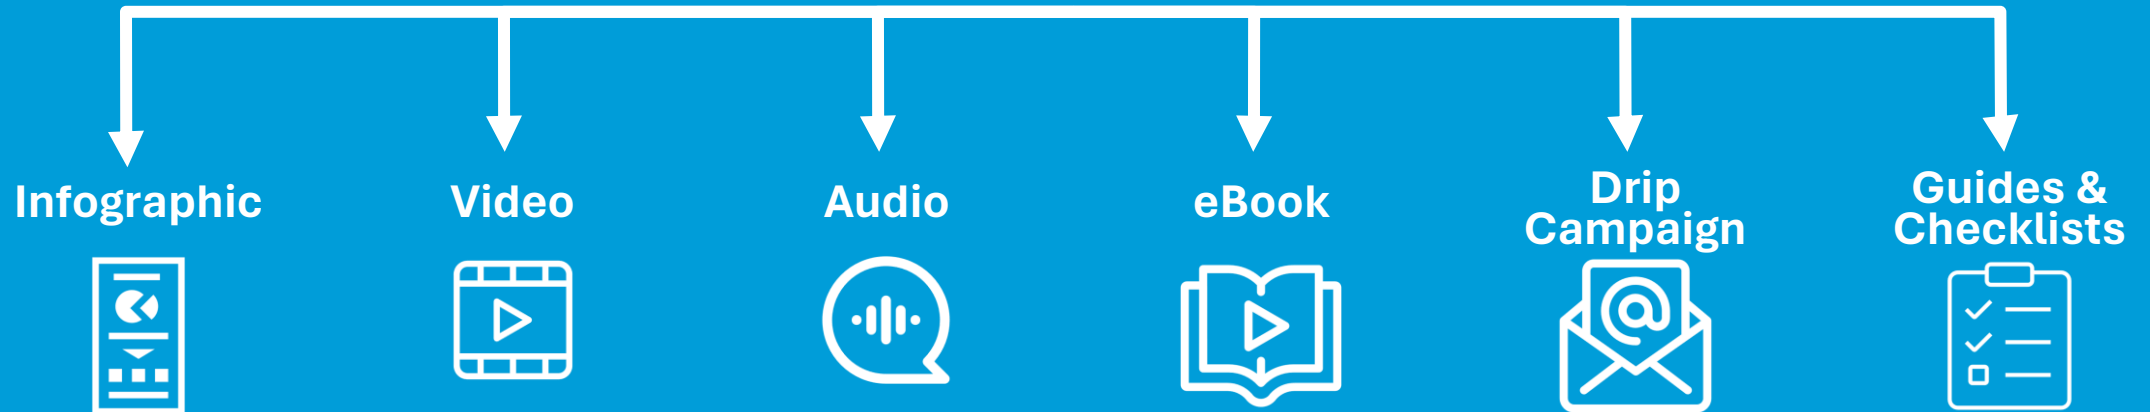 Infographic
Video
Audio
eBook
Drip
Campaign
Guides &
Checklists